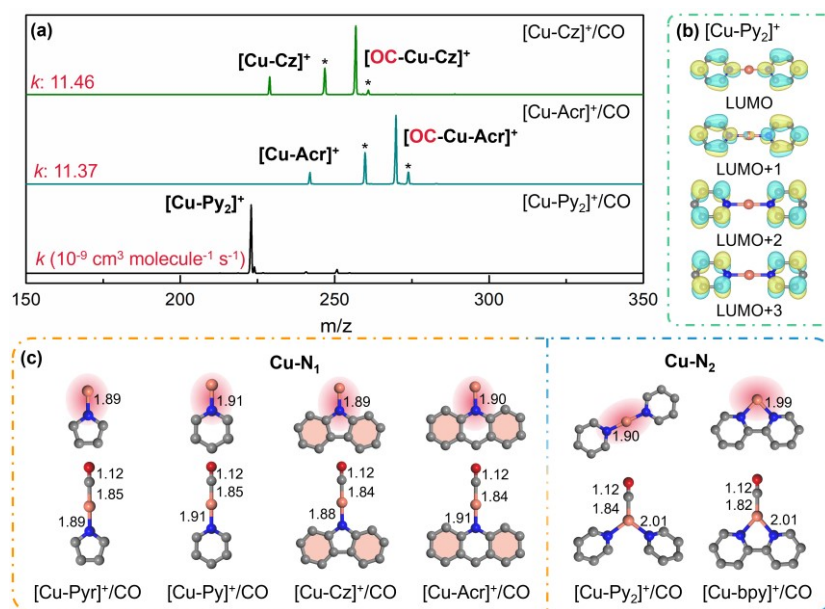 (a)
[Cu-Cz]⁺/CO
[Cu-Cz]⁺
*
[OC-Cu-Cz]⁺
*
k: 11.46
[Cu-Acr]⁺/CO
[Cu-Acr]⁺
*
[OC-Cu-Acr]⁺
*
k: 11.37
[Cu-Py₂]⁺
[Cu-Py₂]⁺/CO
k (10⁻⁹ cm³ molecule⁻¹ s⁻¹)
150 200 250 300 350
m/z
(b) [Cu-Py₂]⁺
LUMO
LUMO+1
LUMO+2
LUMO+3
(c) Cu-N₁ Cu-N₂
1.89 1.91 1.89 1.90 1.90 1.99
1.12 1.12 1.12 1.12 1.12 1.12
1.85 1.85 1.84 1.84 1.84 1.82
1.89 1.91 1.88 1.91 2.01 2.01
[Cu-Pyr]⁺/CO [Cu-Py]⁺/CO [Cu-Cz]⁺/CO [Cu-Acr]⁺/CO [Cu-Py₂]⁺/CO [Cu-bpy]⁺/CO